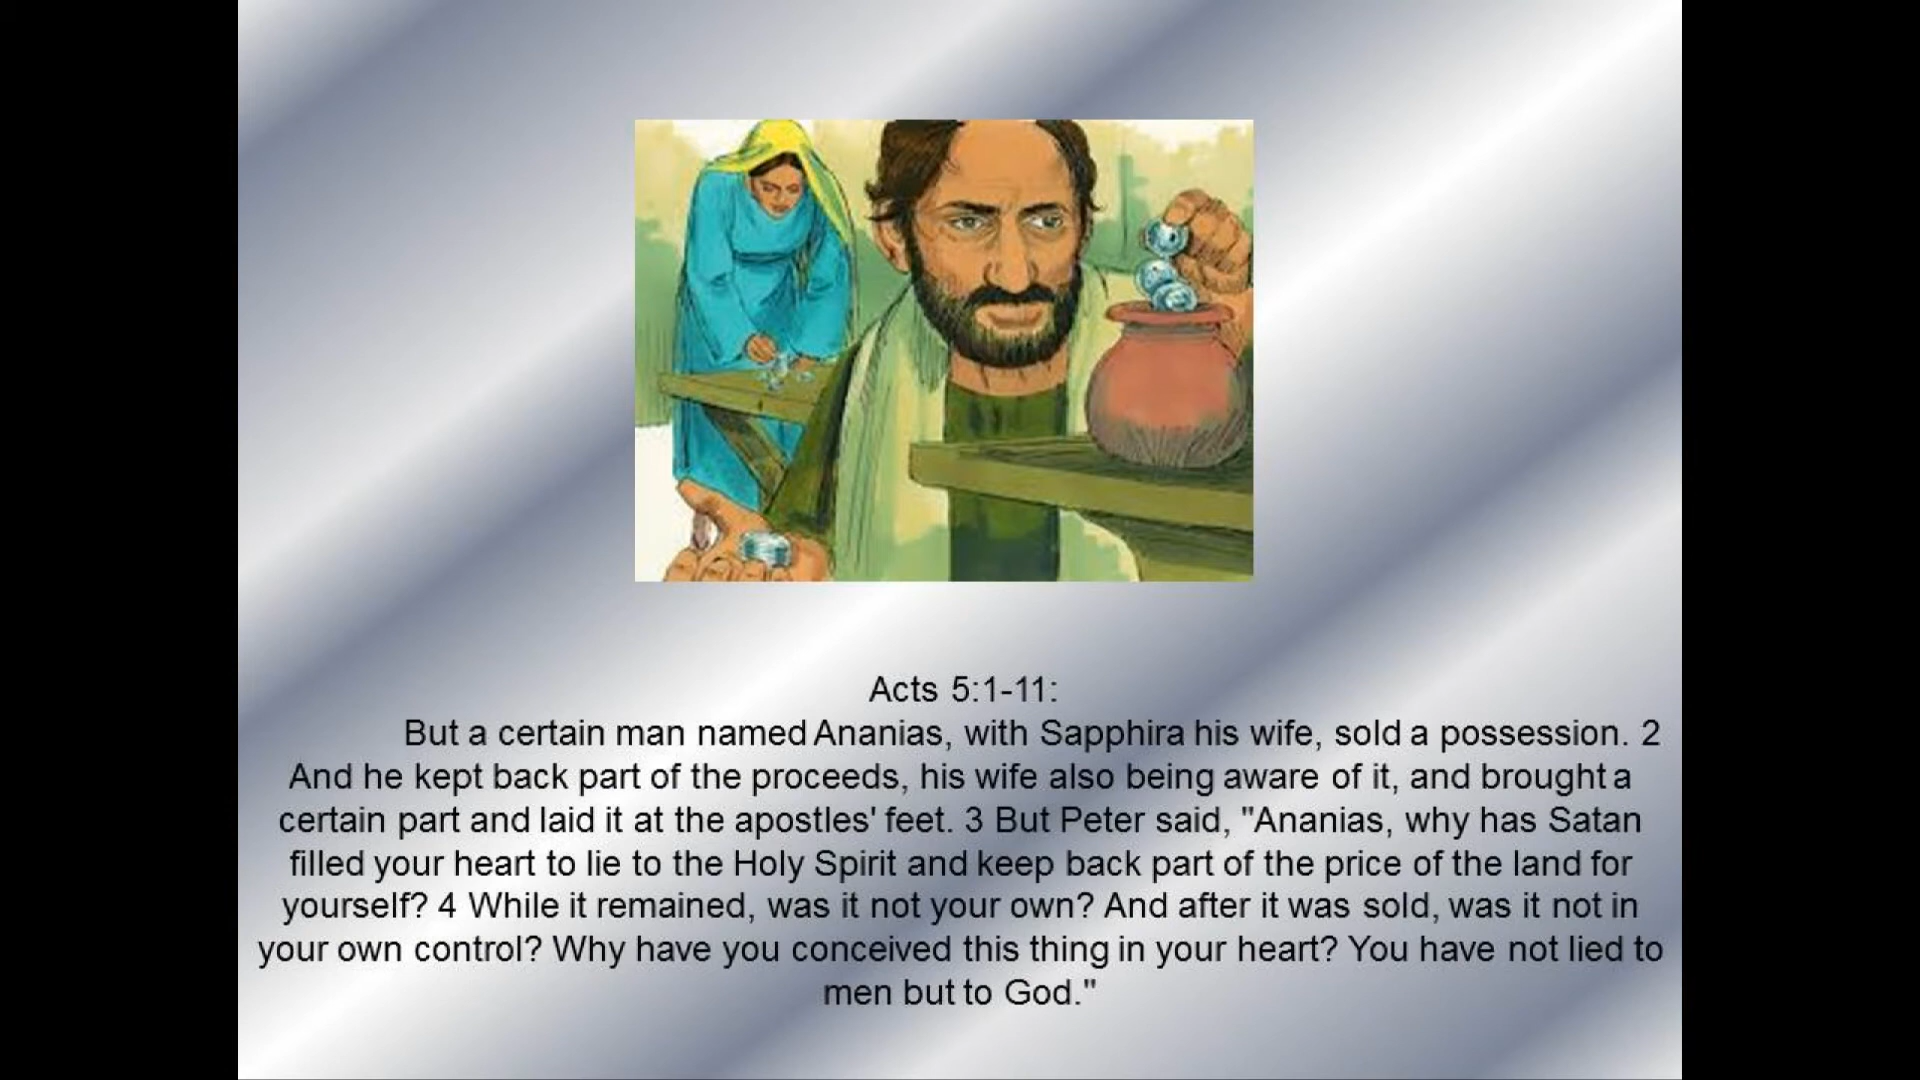 Acts 5:1-11:
But a certain man named Ananias, with Sapphira his wife, sold a possession. 2
And he kept back part of the proceeds, his wife also being aware of it, and brought a
certain part and laid it at the apostles' feet. 3 But Peter said, "Ananias, why has Satan
filled your heart to lie to the Holy Spirit and keep back part of the price of the land for
yourself? 4 While it remained, was it not your own? And after it was sold, was it not in
your own control? Why have you conceived this thing in your heart? You have not lied to
men but to God."